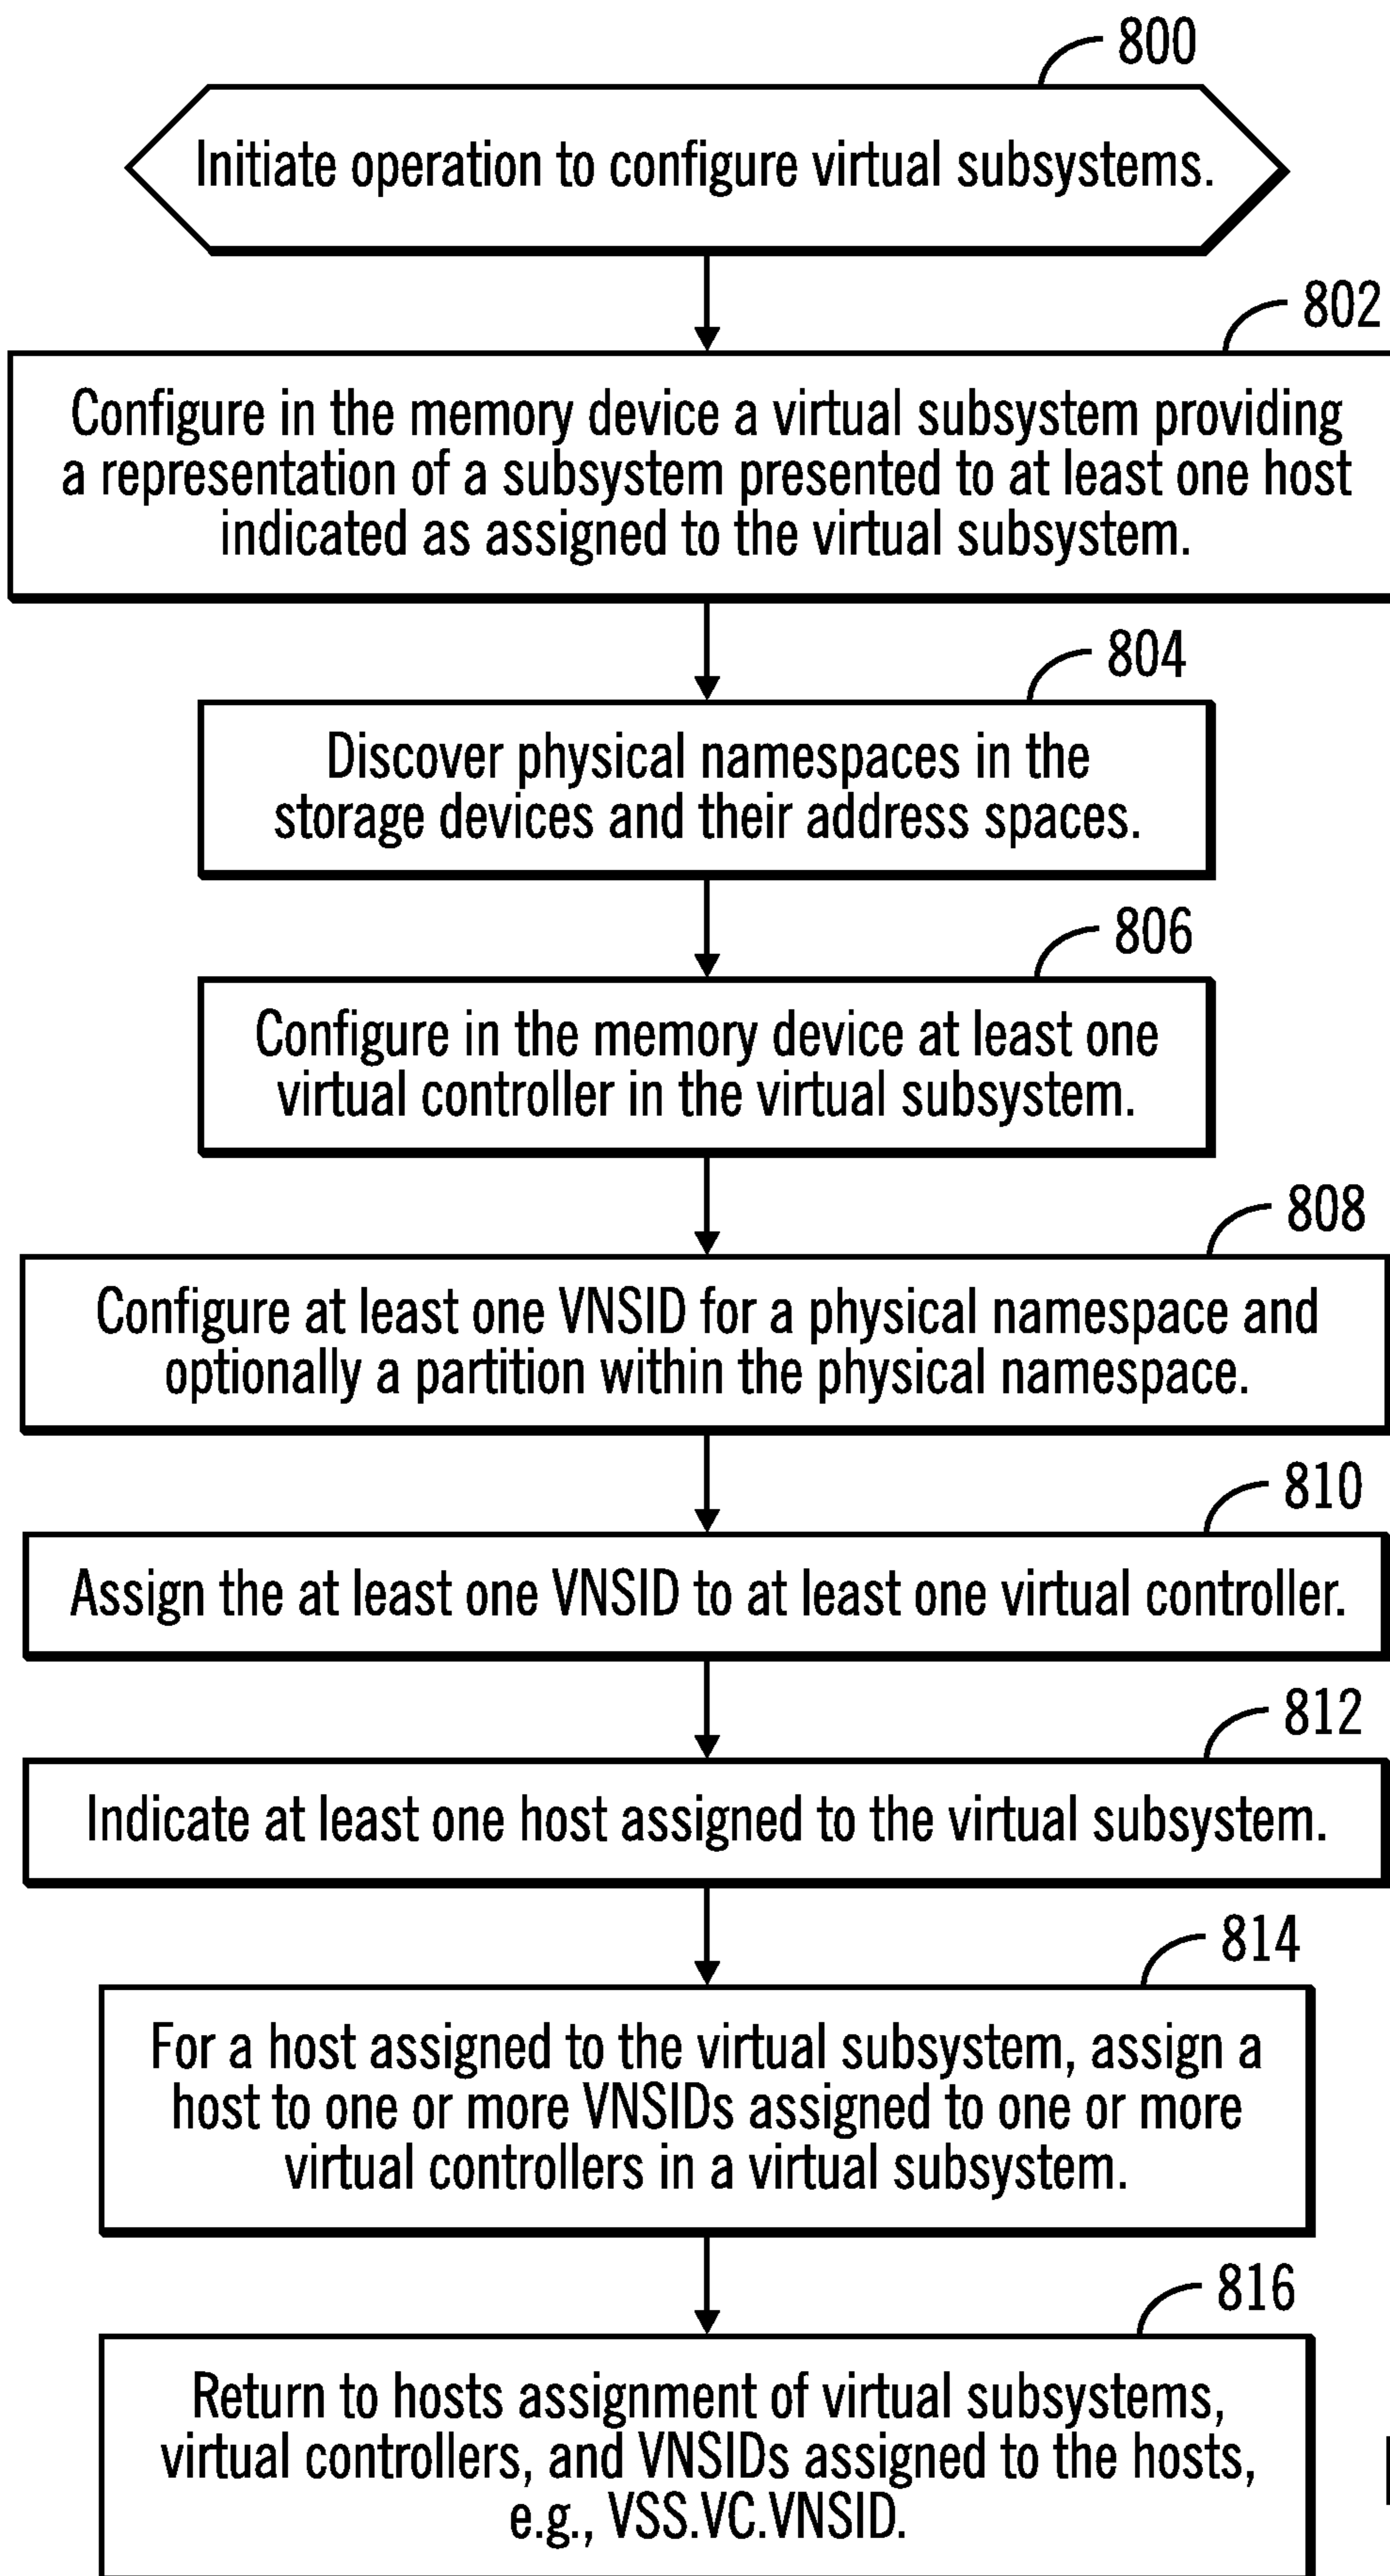 800
Initiate operation to configure virtual subsystems.
802
Configure in the memory device a virtual subsystem providing
a representation of a subsystem presented to at least one host
indicated as assigned to the virtual subsystem.
804
Discover physical namespaces in the
storage devices and their address spaces.
806
Configure in the memory device at least one
virtual controller in the virtual subsystem.
808
Configure at least one VNSID for a physical namespace and
optionally a partition within the physical namespace.
810
Assign the at least one VNSID to at least one virtual controller.
812
Indicate at least one host assigned to the virtual subsystem.
814
For a host assigned to the virtual subsystem, assign a
host to one or more VNSIDs assigned to one or more
virtual controllers in a virtual subsystem.
816
Return to hosts assignment of virtual subsystems,
virtual controllers, and VNSIDs assigned to the hosts,
e.g., VSS.VC.VNSID.